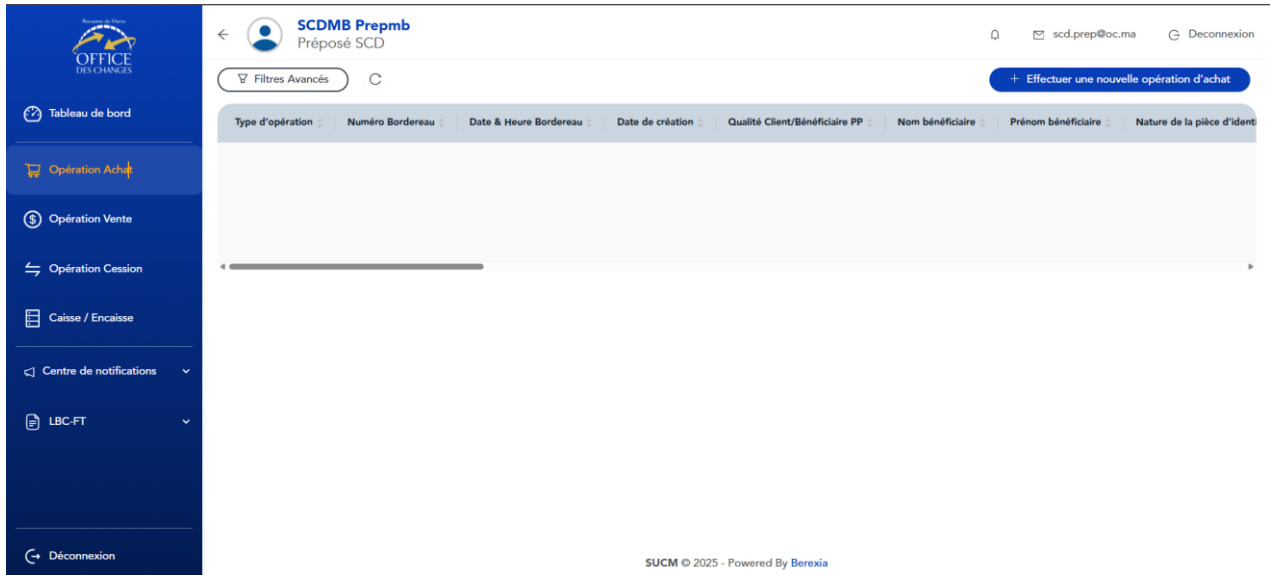 Royaume du Maroc
OFFICE
DES CHANGES
Tableau de bord
Opération Achat
Opération Vente
Opération Cession
Caisse / Encaisse
Centre de notifications
LBC-FT
Déconnexion
SCDMB Prepmb
Préposé SCD
scd.prep@oc.ma
Deconnexion
Filtres Avancés
+ Effectuer une nouvelle opération d'achat
Type d'opération Numéro Bordereau Date & Heure Bordereau Date de création Qualité Client/Bénéficiaire PP Nom bénéficiaire Prénom bénéficiaire Nature de la pièce d'identi
SUCM © 2025 - Powered By Berexia